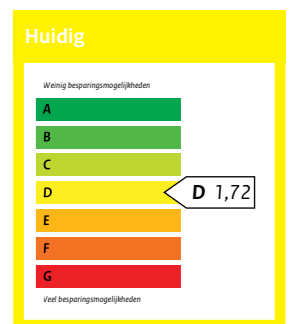 Huidig
Weinig besparingsmogelijkheden
A
B
C
D
D 1,72
E
F
G
Veel besparingsmogelijkheden